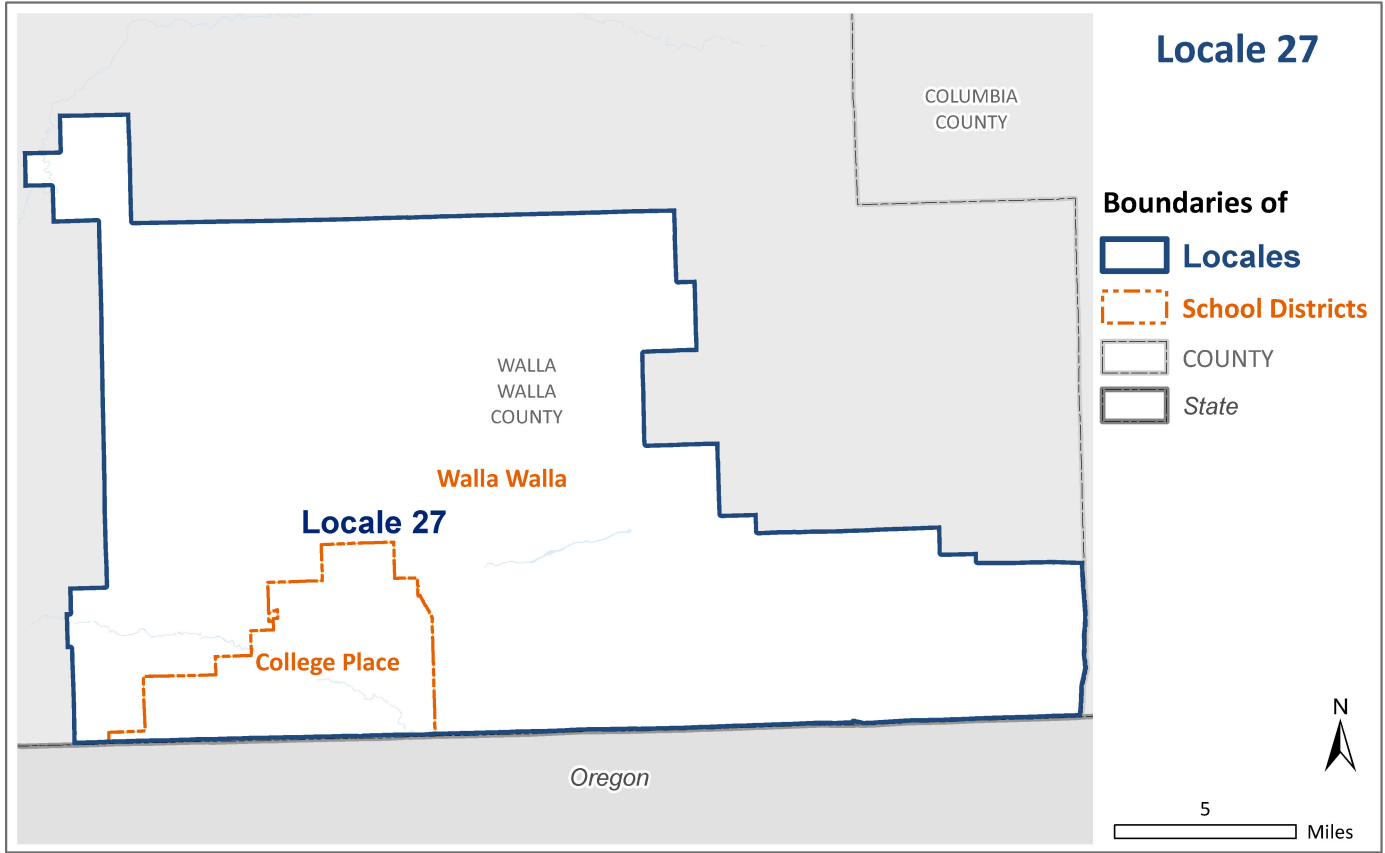 Locale 27
COLUMBIA
COUNTY
Boundaries of
Locales
School Districts
COUNTY
State
WALLA
WALLA
COUNTY
Walla Walla
Locale 27
College Place
Oregon
N
5
Miles